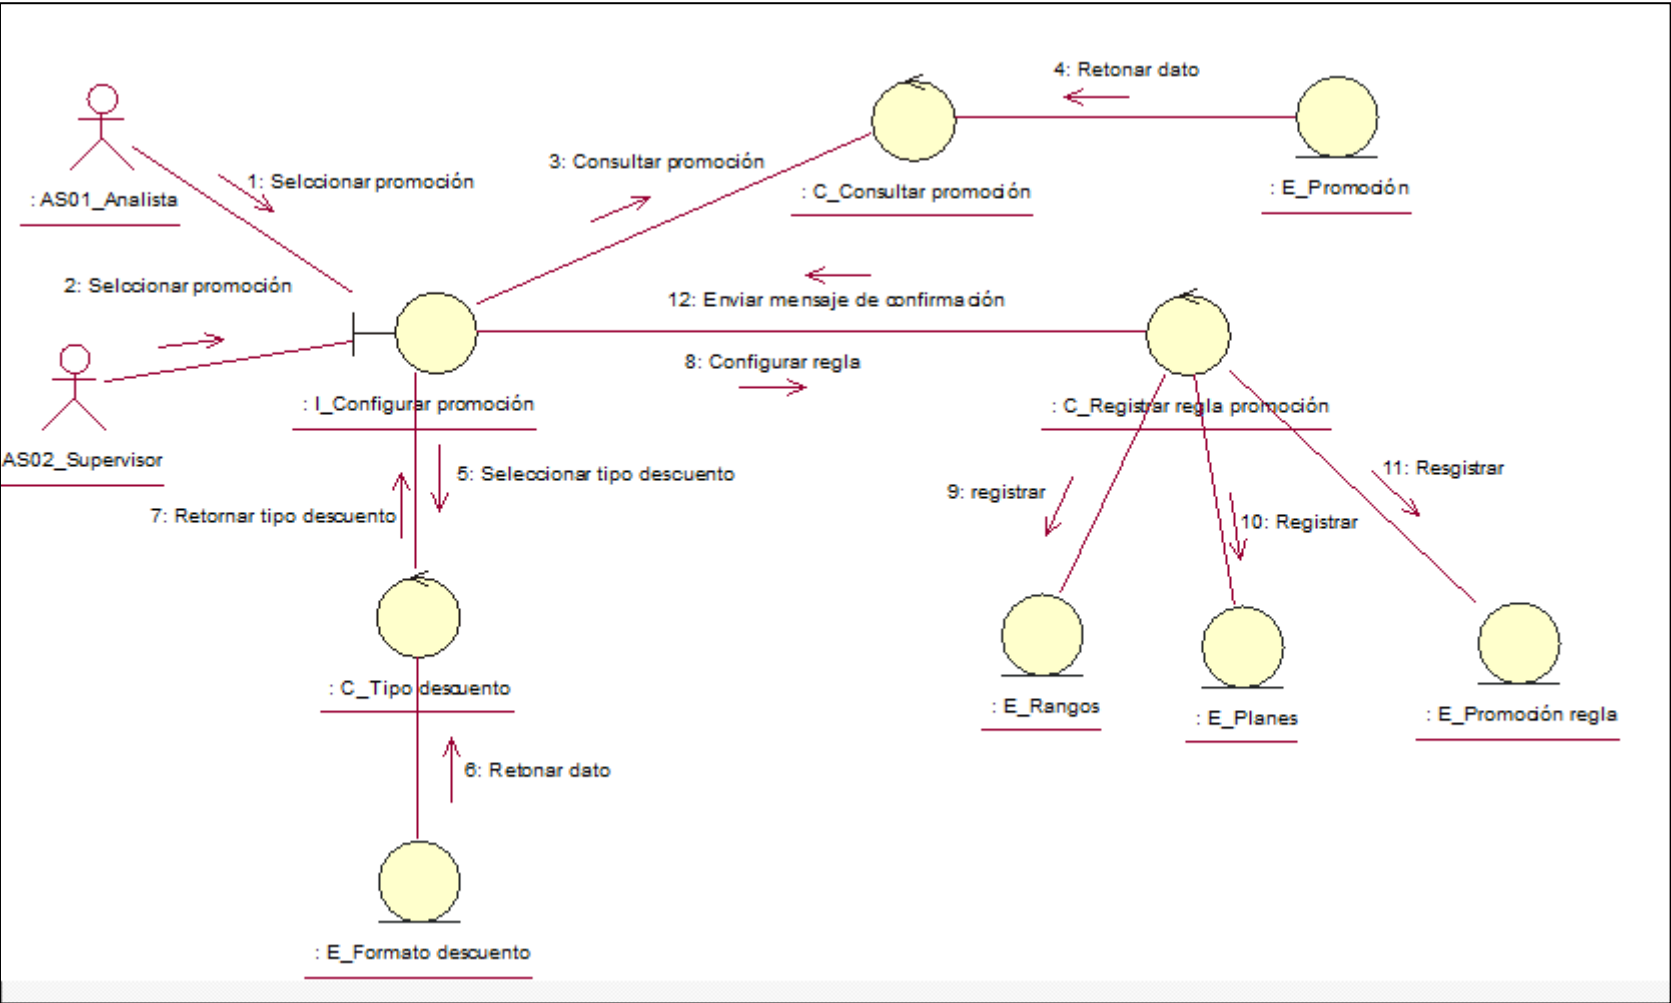 4: Retonar dato
3: Consultar promoción
1: Selccionar promoción
: AS01_Analista
: C_Consultar promoción
: E_Promoción
2: Selccionar promoción
12: Enviar mensaje de confirmación
8: Configurar regla
: I_Configurar promoción
: C_Registrar regla promoción
AS02_Supervisor
5: Seleccionar tipo descuento
11: Resgistrar
9: registrar
7: Retornar tipo descuento
10: Registrar
: C_Tipo descuento
: E_Rangos
: E_Planes
: E_Promoción regla
6: Retonar dato
: E_Formato descuento